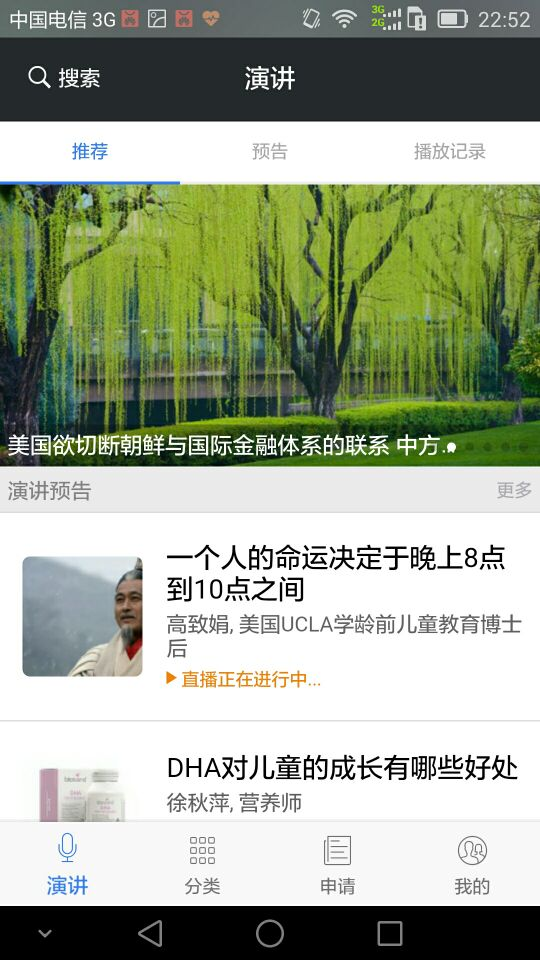 中国电信 3G
3G
2G
22:52
搜索
演讲
推荐
预告
播放记录
美国欲切断朝鲜与国际金融体系的联系 中方..
演讲预告
更多
一个人的命运决定于晚上8点
到10点之间
高致娟, 美国UCLA学龄前儿童教育博士
后
直播正在进行中...
DHA对儿童的成长有哪些好处
徐秋萍, 营养师
演讲
分类
申请
我的